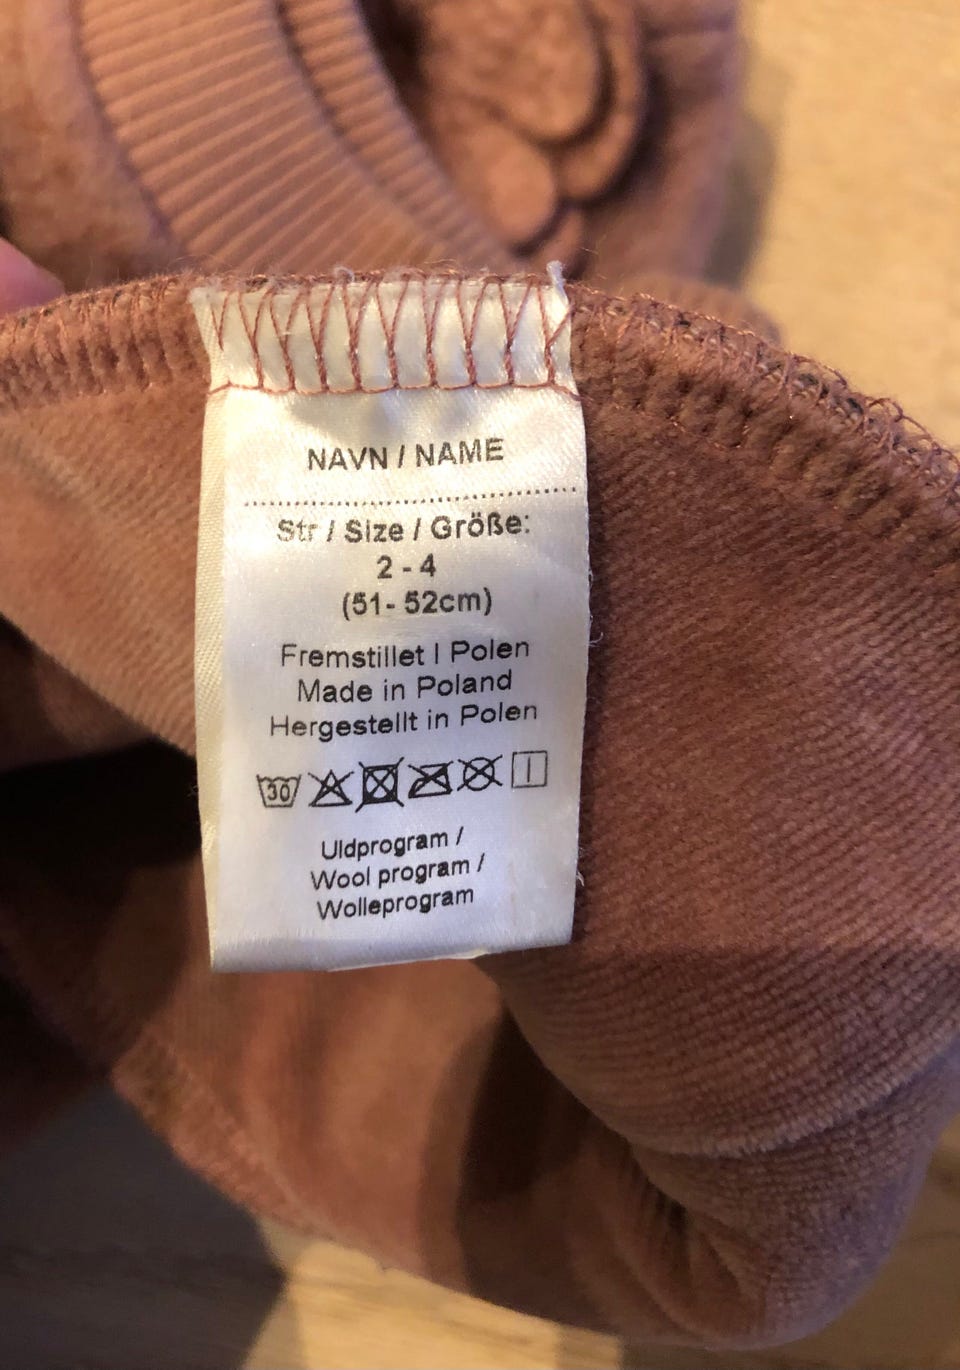 NAVN / NAME
Str / Size / Größe:
2 - 4
(51- 52cm)
Fremstillet I Polen
Made in Poland
Hergestellt in Polen
30
Uldprogram /
Wool program /
Wolleprogram